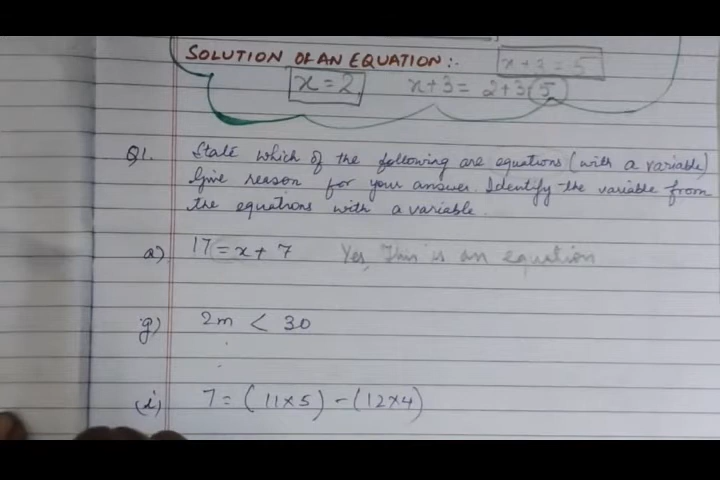 SOLUTION OF AN EQUATION :-
x + 3 = 5
x = 2
x+3 = 2+3 5
Q1. State which of the following are equations (with a variable)
Give reason for your answer. Identify the variable from
the equations with a variable.
a) 17 = x + 7 Yes, This is an equation
g) 2m < 30
(i) 7 = (11×5) - (12×4)